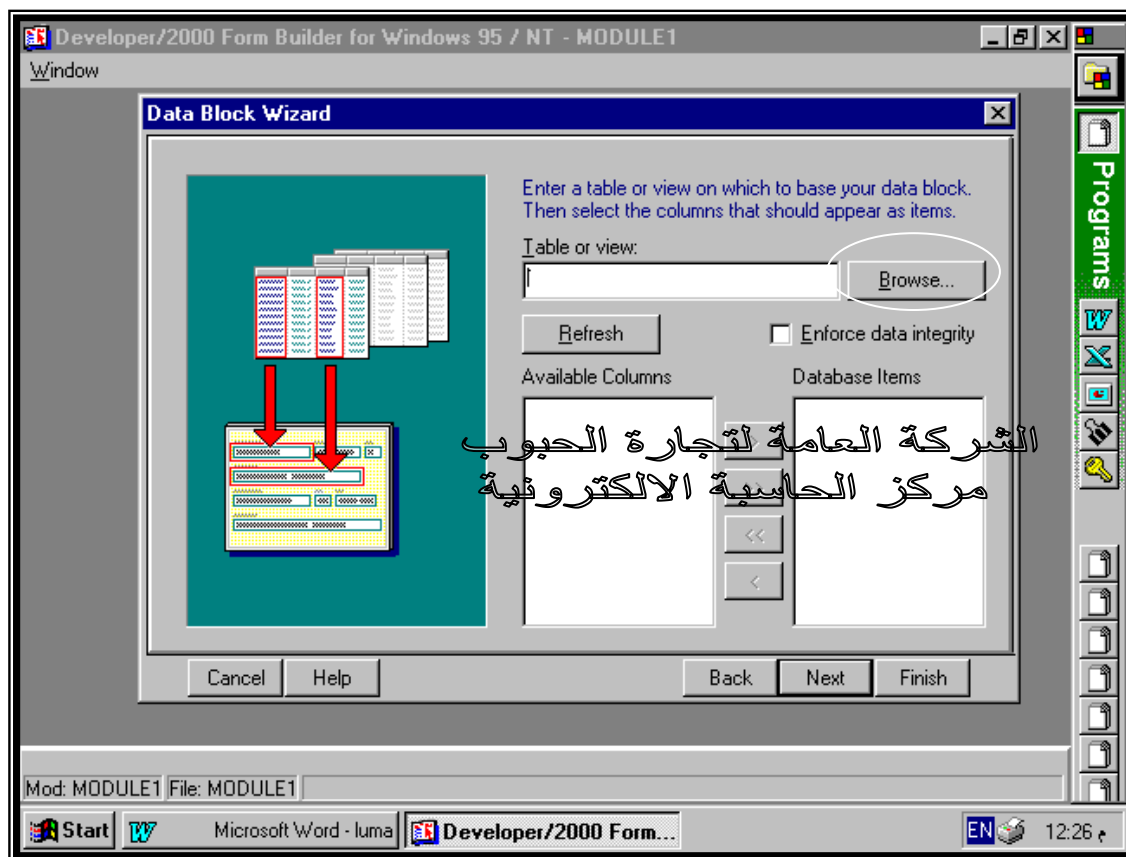 Developer/2000 Form Builder for Windows 95 / NT - MODULE1
Window
Data Block Wizard
Enter a table or view on which to base your data block.
Then select the columns that should appear as items.
Table or view:
Browse...
Refresh
Enforce data integrity
Available Columns
Database Items
الشركة العامة لتجارة الحبوب
مركز الحاسبة الالكترونية
<<
<
Cancel
Help
Back
Next
Finish
Programs
Mod: MODULE1 File: MODULE1
Start
Microsoft Word - luma
Developer/2000 Form...
EN
12:26 م